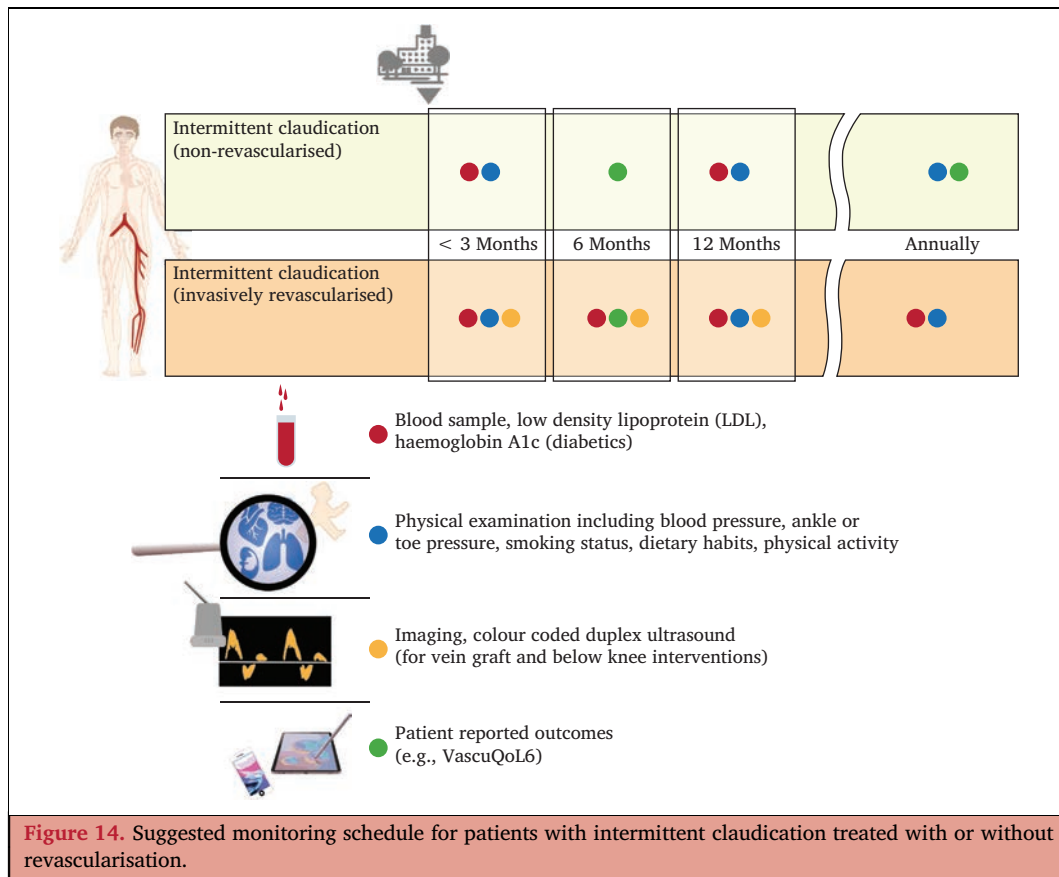 Intermittent claudication
(non-revascularised)
< 3 Months
6 Months
12 Months
Annually
Intermittent claudication
(invasively revascularised)
Blood sample, low density lipoprotein (LDL),
haemoglobin A1c (diabetics)
Physical examination including blood pressure, ankle or
toe pressure, smoking status, dietary habits, physical activity
Imaging, colour coded duplex ultrasound
(for vein graft and below knee interventions)
Patient reported outcomes
(e.g., VascuQoL6)
Figure 14. Suggested monitoring schedule for patients with intermittent claudication treated with or without
revascularisation.